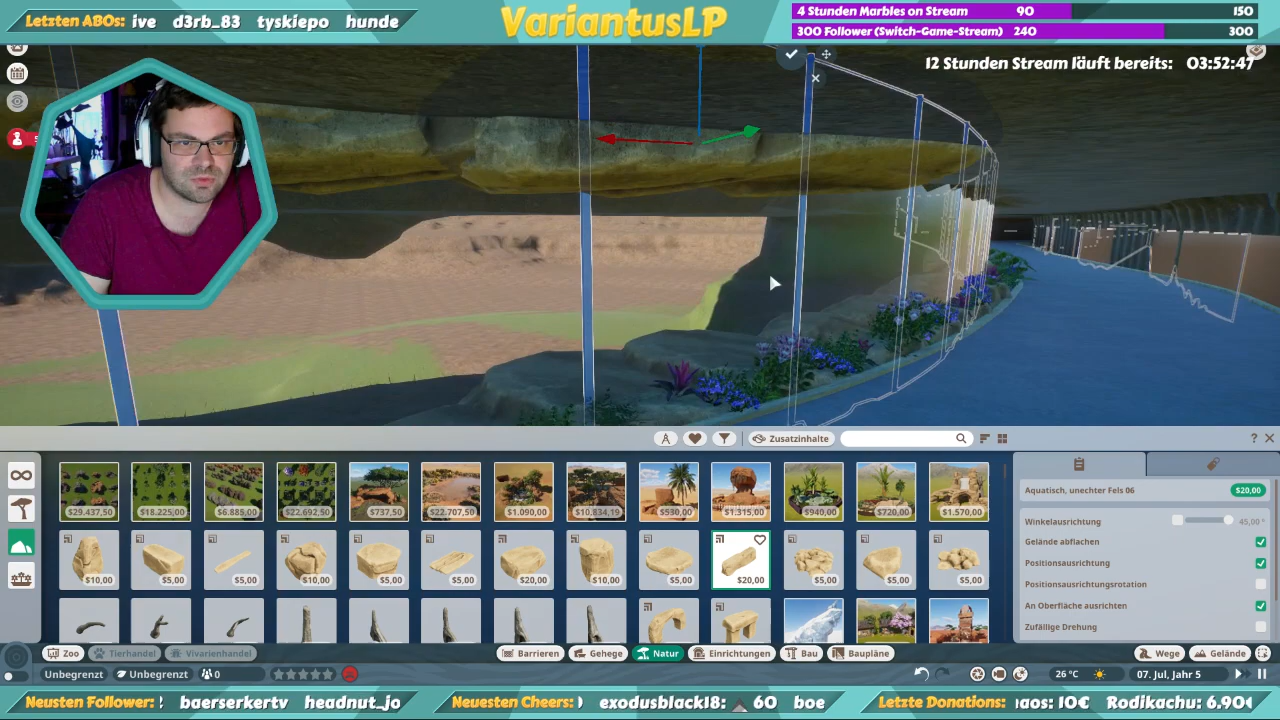 Letzten ABOs: ive d3rb_83 tyskiepo hunde
VariantusLP
4 Stunden Marbles on Stream 90 150
300 Follower (Switch-Game-Stream) 240 300
12 Stunden Stream läuft bereits: 03:52:47
Zusatzinhalte
? ×
$29.437,50 $18.225,00 $6.885,00 $22.692,50 $737,50 $22.707,50 $1.090,00 $10.834,19 $530,00 $1.315,00 $940,00 $720,00 $1.570,00
$10,00 $5,00 $5,00 $10,00 $5,00 $5,00 $20,00 $10,00 $5,00 $20,00 $5,00 $5,00 $5,00
Aquatisch, unechter Fels 06 $20,00
Winkelausrichtung 45,00°
Gelände abflachen
Positionsausrichtung
Positionsausrichtungsrotation
An Oberfläche ausrichten
Zufällige Drehung
Zoo Tierhandel Vivarienhandel Barrieren Gehege Natur Einrichtungen Bau Baupläne Wege Gelände
Unbegrenzt Unbegrenzt 0 26 °C 07. Jul, Jahr 5
Neusten Follower: baerserkertv headnut_jo Neuesten Cheers: exodusblack18: 60 boe Letzte Donations: 10€ Rodikachu: 6.90€